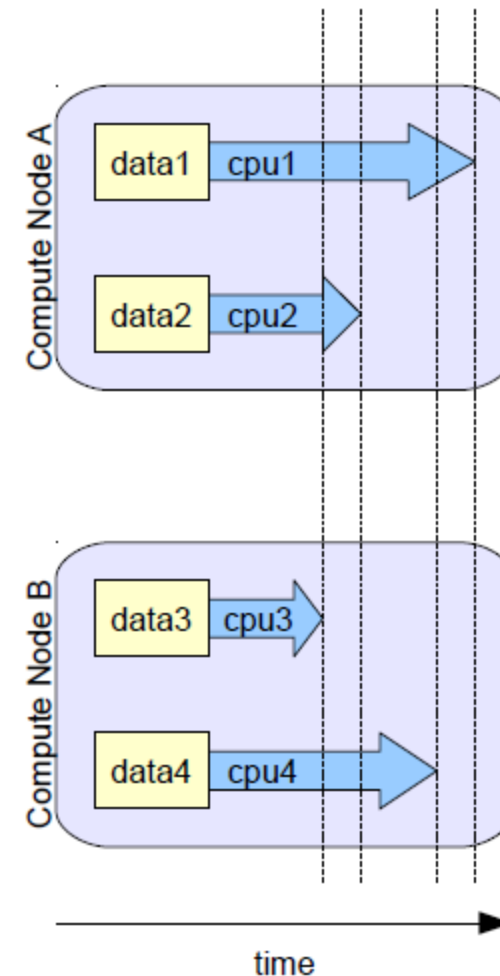 Compute Node A
data1
cpu1
data2
cpu2
Compute Node B
data3
cpu3
data4
cpu4
time